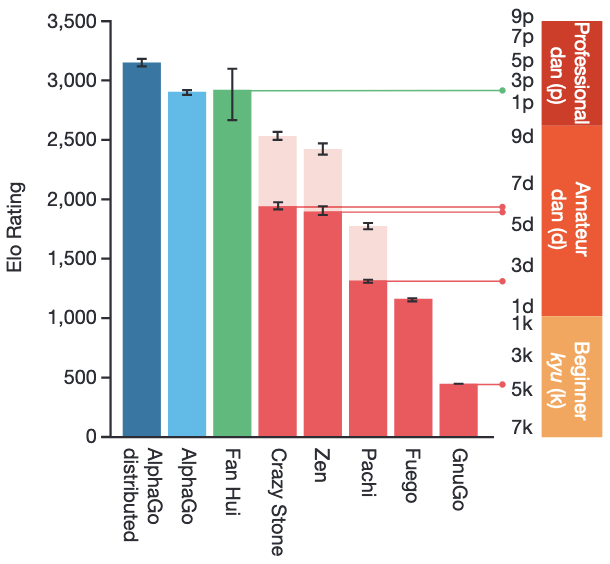 3,500
3,000
2,500
2,000
1,500
1,000
500
0
Elo Rating
AlphaGo
distributed
AlphaGo
Fan Hui
Crazy Stone
Zen
Pachi
Fuego
GnuGo
9p
7p
5p
3p
1p
9d
7d
5d
3d
1d
1k
3k
5k
7k
Professional
dan (p)
Amateur
dan (d)
Beginner
kyu (k)